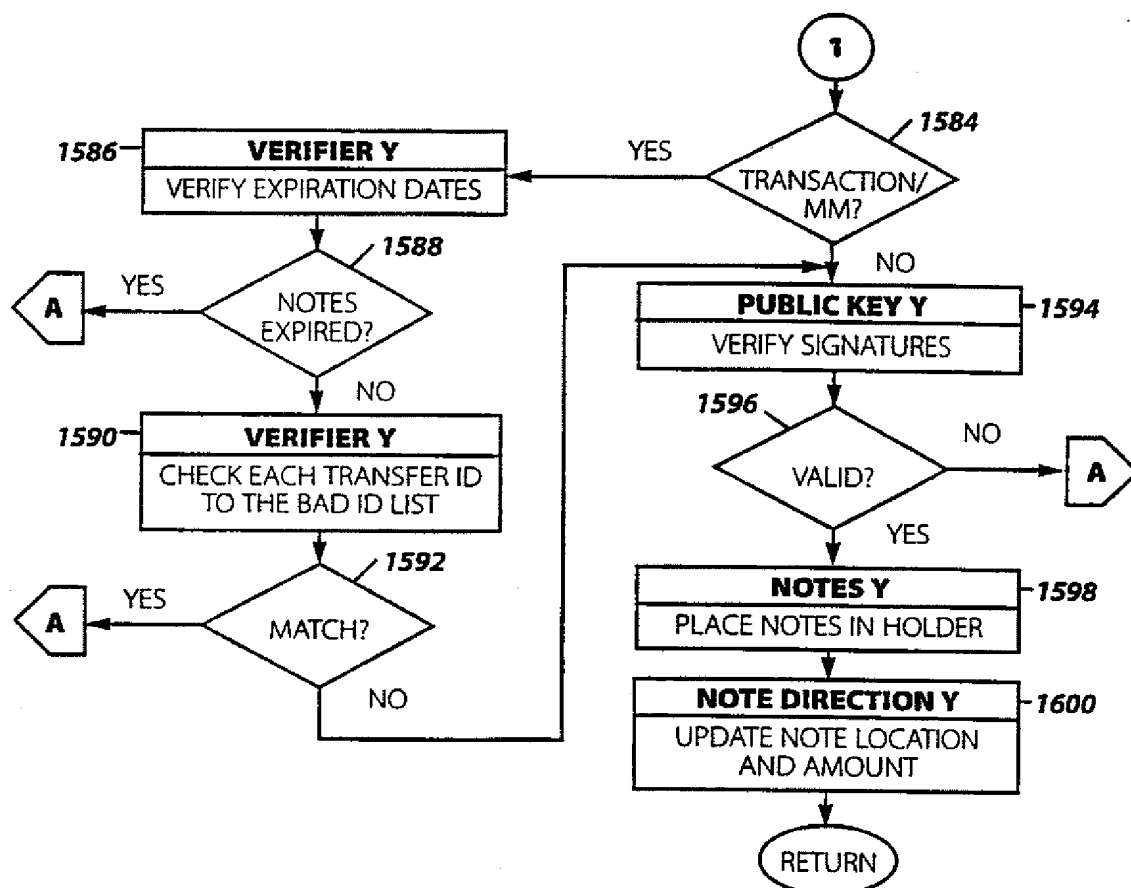 1
1584
TRANSACTION/
MM?
YES
NO
1586
VERIFIER Y
VERIFY EXPIRATION DATES
1588
NOTES
EXPIRED?
YES
A
NO
1590
VERIFIER Y
CHECK EACH TRANSFER ID
TO THE BAD ID LIST
1592
MATCH?
YES
A
NO
PUBLIC KEY Y
1594
VERIFY SIGNATURES
1596
VALID?
NO
A
YES
NOTES Y
1598
PLACE NOTES IN HOLDER
NOTE DIRECTION Y
1600
UPDATE NOTE LOCATION
AND AMOUNT
RETURN